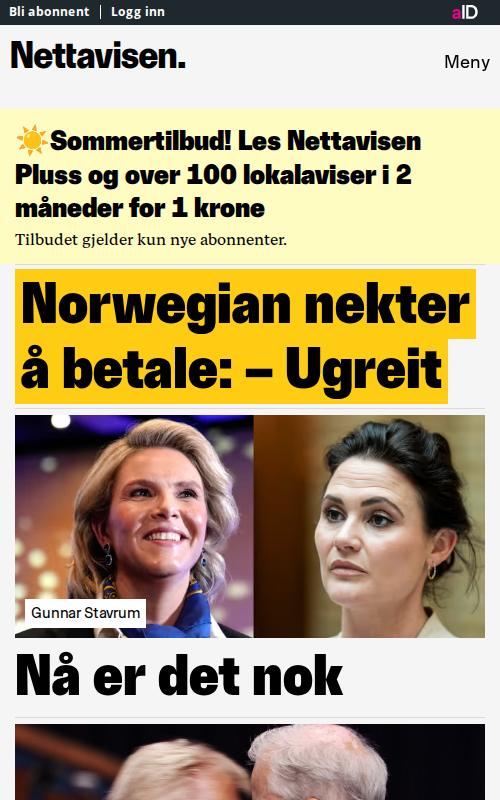 Bli abonnent | Logg inn
aID
Nettavisen.
Meny
☀️Sommertilbud! Les Nettavisen
Pluss og over 100 lokalaviser i 2
måneder for 1 krone
Tilbudet gjelder kun nye abonnenter.
Norwegian nekter
å betale: – Ugreit
Gunnar Stavrum
Nå er det nok